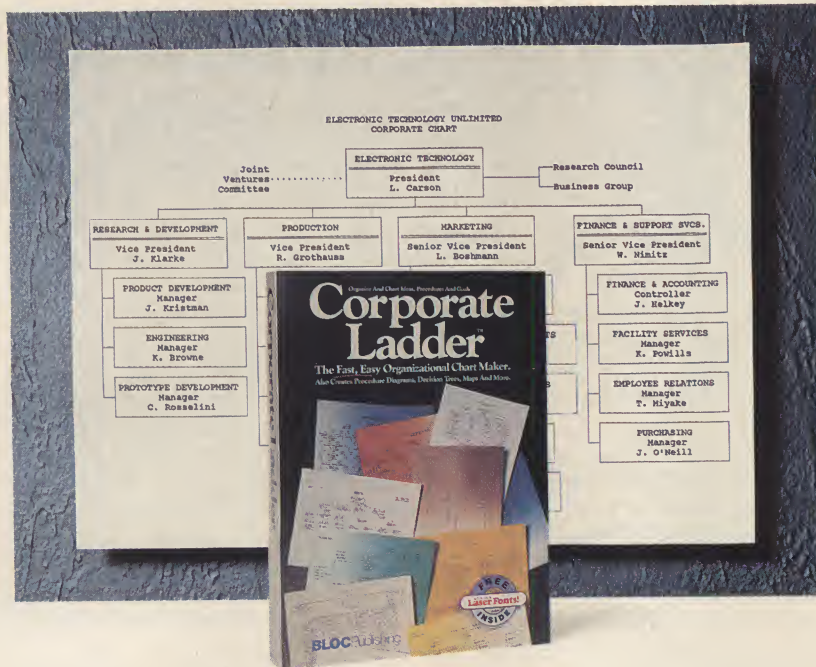 ELECTRONIC TECHNOLOGY UNLIMITED
CORPORATE CHART
ELECTRONIC TECHNOLOGY
President
L. Carson
Joint
Ventures
Committee
Research Council
Business Group
RESEARCH & DEVELOPMENT
Vice President
J. Klarke
PRODUCT DEVELOPMENT
Manager
J. Kristman
ENGINEERING
Manager
K. Browne
PROTOTYPE DEVELOPMENT
Manager
C. Rosselini
PRODUCTION
Vice President
R. Grothauss
MARKETING
Senior Vice President
L. Boshmann
FINANCE & SUPPORT SVCS.
Senior Vice President
W. Nimitz
FINANCE & ACCOUNTING
Controller
J. Helkey
FACILITY SERVICES
Manager
K. Powills
EMPLOYEE RELATIONS
Manager
T. Miyake
PURCHASING
Manager
J. O'Neill
Organize And Chart Ideas, Procedures And Goals
Corporate
Ladder™
The Fast, Easy Organizational Chart Maker.
Also Creates Procedure Diagrams, Decision Trees, Maps And More.
FREE
Laser Fonts!
INSIDE
BLOC Publishing